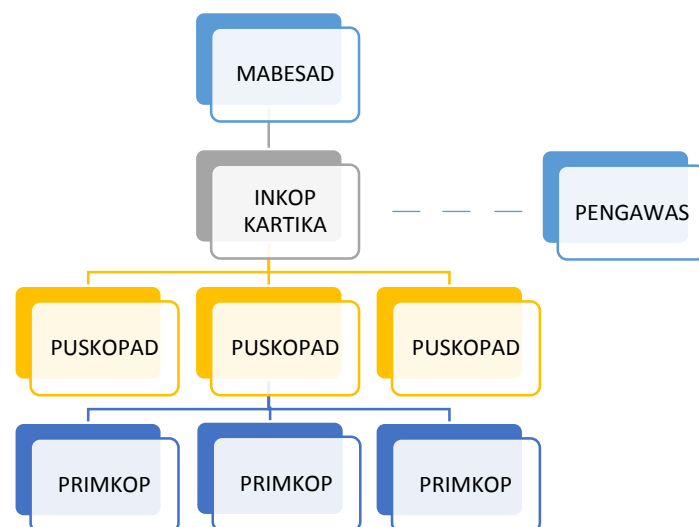 MABESAD
INKOP
KARTIKA
PENGAWAS
PUSKOPAD
PUSKOPAD
PUSKOPAD
PRIMKOP
PRIMKOP
PRIMKOP